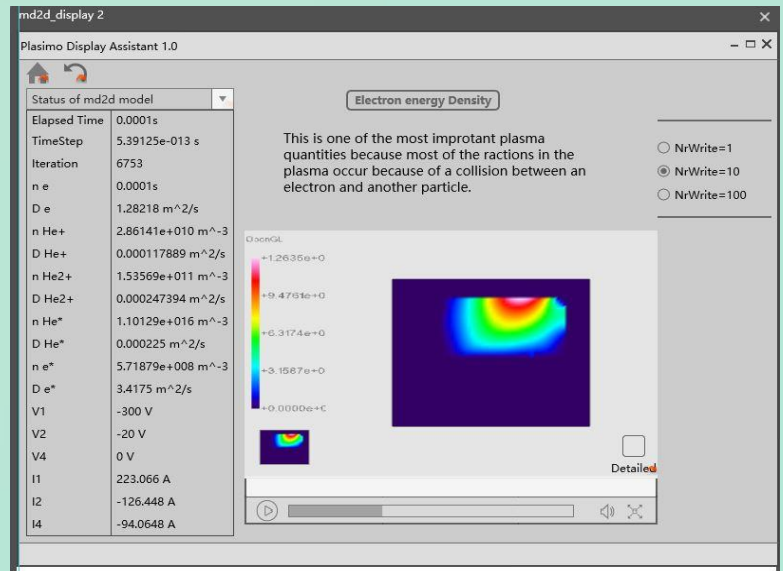 md2d_display 2
Plasimo Display Assistant 1.0
Status of md2d model
Elapsed Time 0.0001s
TimeStep 5.39125e-013 s
Iteration 6753
n e 0.0001s
D e 1.28218 m^2/s
n He+ 2.86141e+010 m^-3
D He+ 0.000117889 m^2/s
n He2+ 1.53569e+011 m^-3
D He2+ 0.000247394 m^2/s
n He* 1.10129e+016 m^-3
D He* 0.000225 m^2/s
n e* 5.71879e+008 m^-3
D e* 3.4175 m^2/s
V1 -300 V
V2 -20 V
V4 0 V
I1 223.066 A
I2 -126.448 A
I4 -94.0648 A
Electron energy Density
This is one of the most improtant plasma
quantities because most of the ractions in the
plasma occur because of a collision between an
electron and another particle.
NrWrite=1
NrWrite=10
NrWrite=100
OpenGL
+1.2635e+0
+9.4761e+0
+6.3174e+0
+3.1587e+0
+0.0000e+0
Detailed